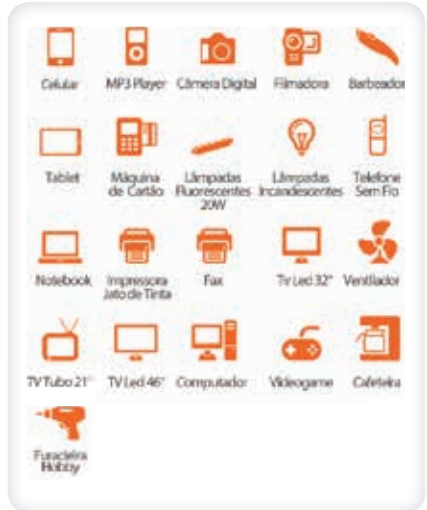 Celular MP3 Player Câmera Digital Filmadora Barbeador
Tablet Máquina de Cartão Lâmpadas Fluorescentes 20W Lâmpadas Incandescentes Telefone Sem Fio
Notebook Impressora Jato de Tinta Fax Tv Led 32" Ventilador
TV Tubo 21" TV Led 46" Computador Videogame Cafeteira
Furadeira Hobby